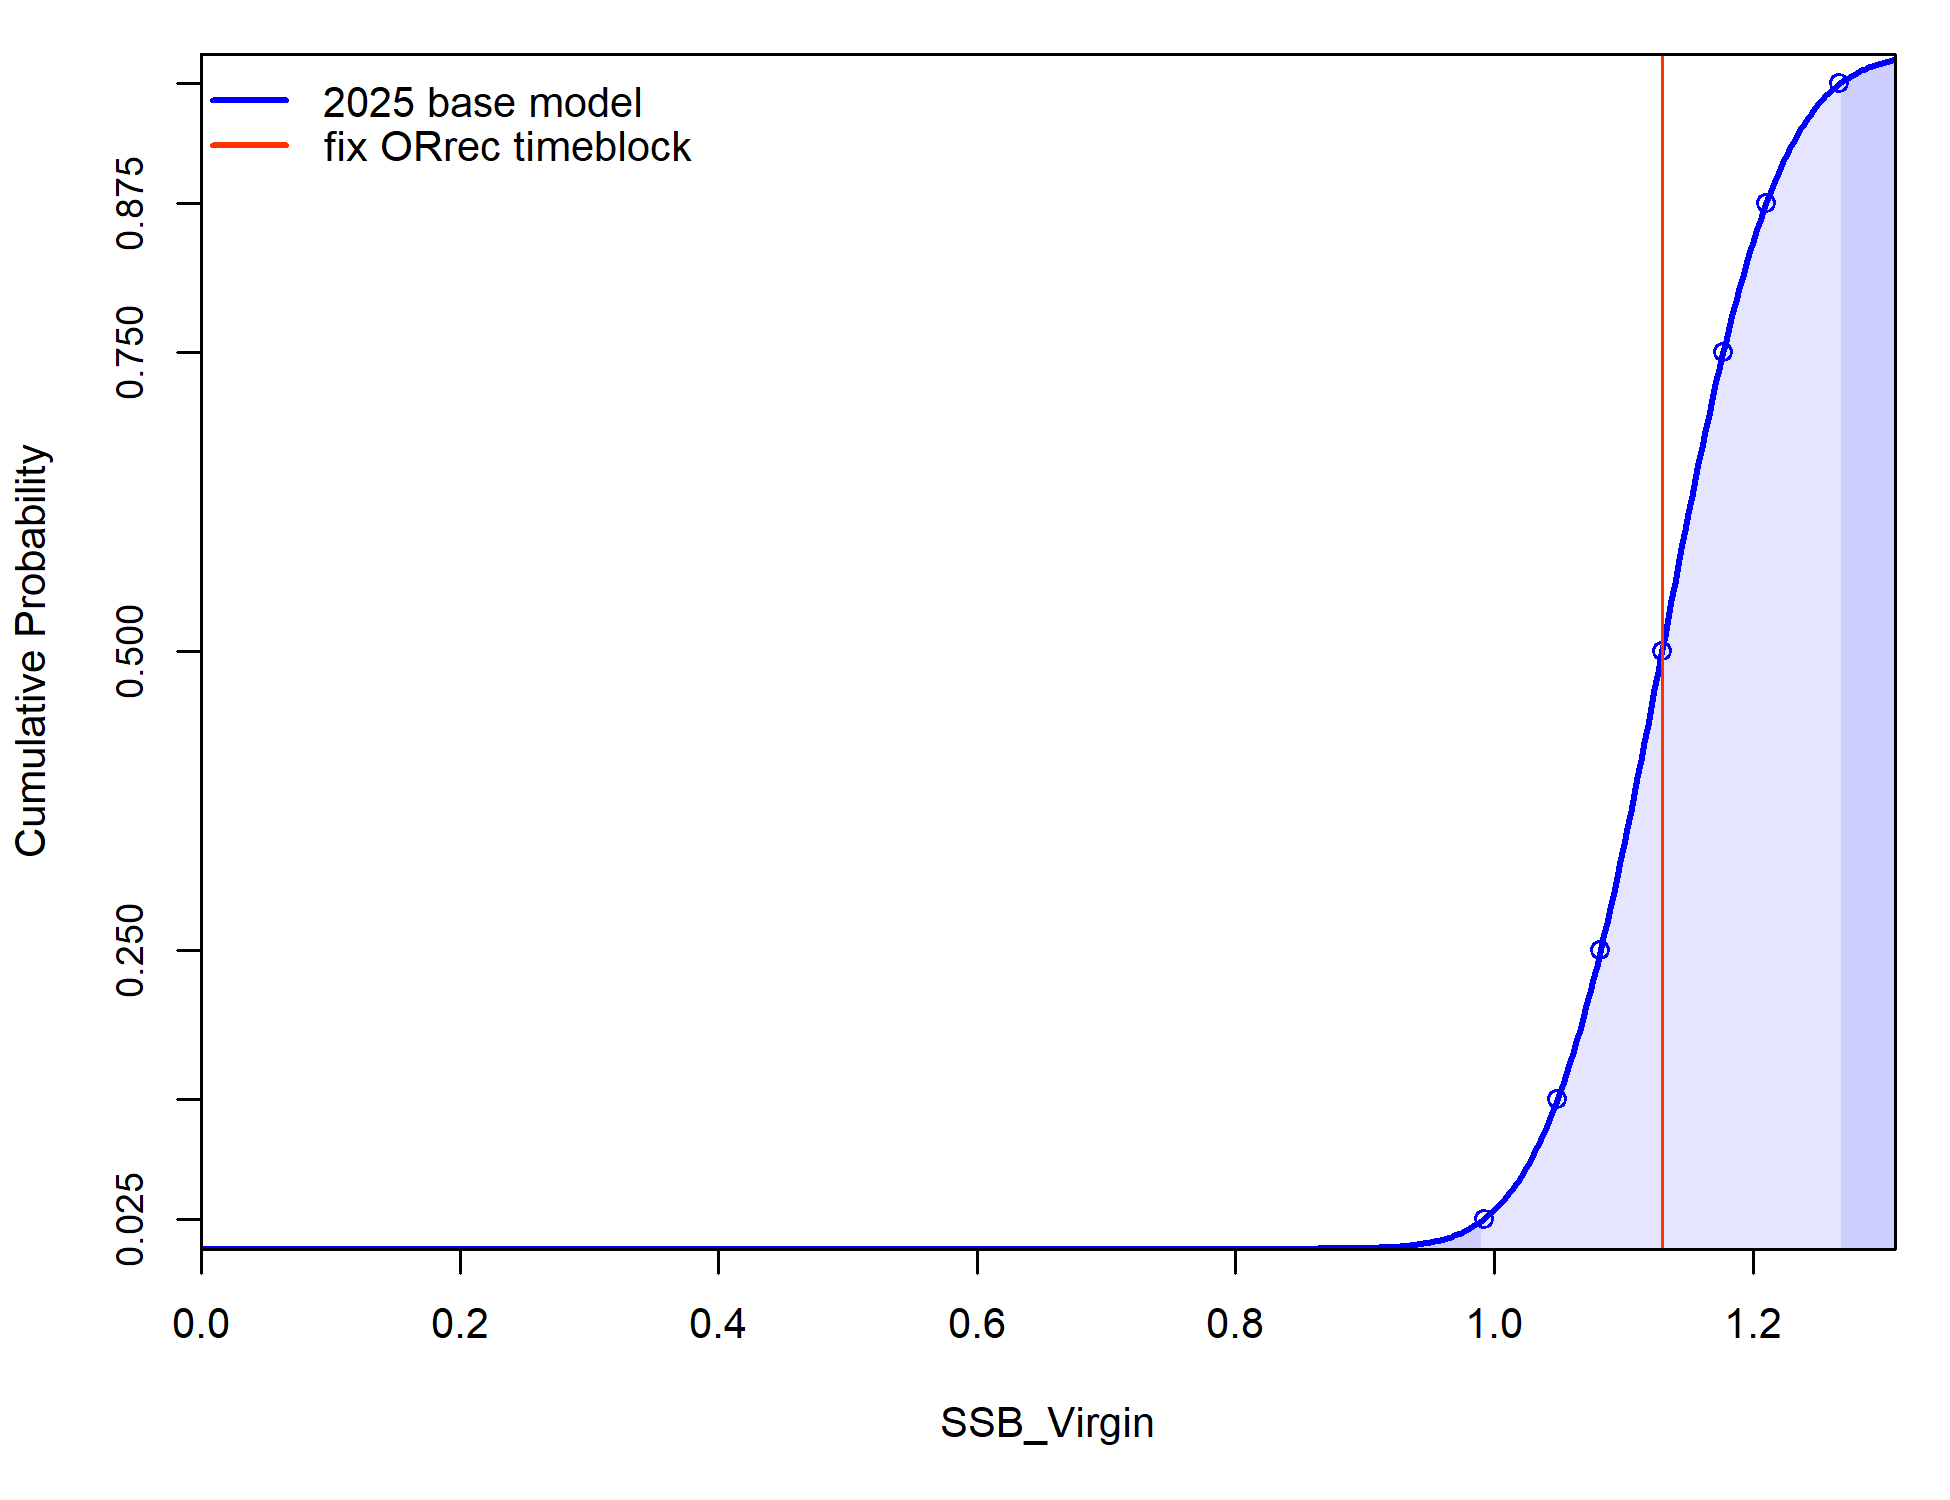 2025 base model
fix ORrec timeblock
Cumulative Probability
0.875
0.750
0.500
0.250
0.025
0.0 0.2 0.4 0.6 0.8 1.0 1.2
SSB_Virgin